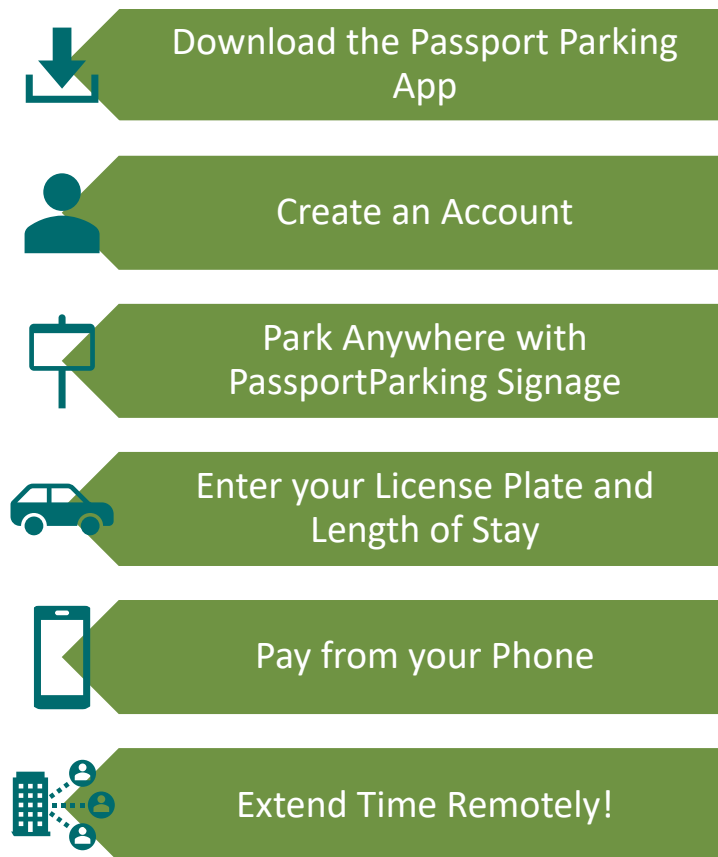 Download the Passport Parking
App
Create an Account
Park Anywhere with
PassportParking Signage
Enter your License Plate and
Length of Stay
Pay from your Phone
Extend Time Remotely!